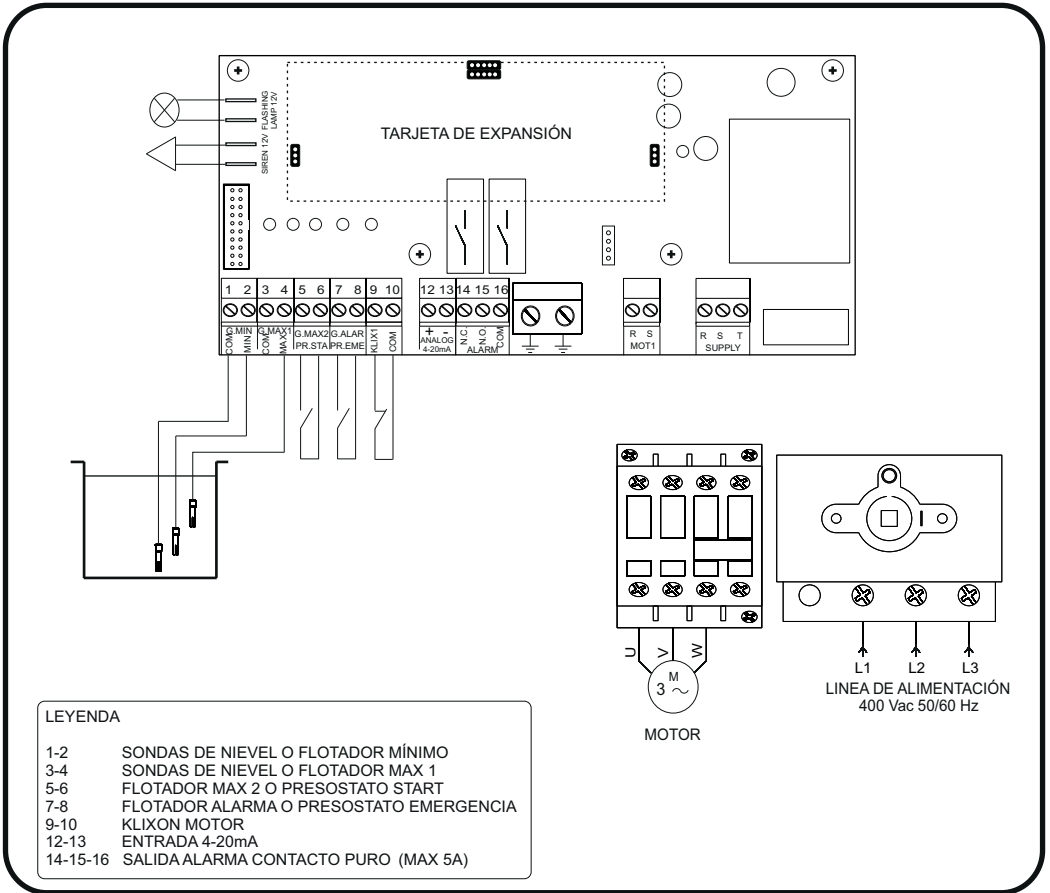 FLASHING
LAMP 12V
SIREN 12V
TARJETA DE EXPANSIÓN
1 2 3 4 5 6 7 8 9 10
12 13 14 15 16
G.MIN
COM
MIN
G.MAX1
COM
MAX1
G.MAX2
PR.STA
G.ALAR
PR.EME
KLIX1
COM
+ -
ANALOG
4-20mA
N.C.
N.O.
COM
ALARM
R S
MOT1
R S T
SUPPLY
U V W
M
3 ~
MOTOR
L1 L2 L3
LINEA DE ALIMENTACIÓN
400 Vac 50/60 Hz
LEYENDA
1-2 SONDAS DE NIEVEL O FLOTADOR MÍNIMO
3-4 SONDAS DE NIEVEL O FLOTADOR MAX 1
5-6 FLOTADOR MAX 2 O PRESOSTATO START
7-8 FLOTADOR ALARMA O PRESOSTATO EMERGENCIA
9-10 KLIXON MOTOR
12-13 ENTRADA 4-20mA
14-15-16 SALIDA ALARMA CONTACTO PURO (MAX 5A)